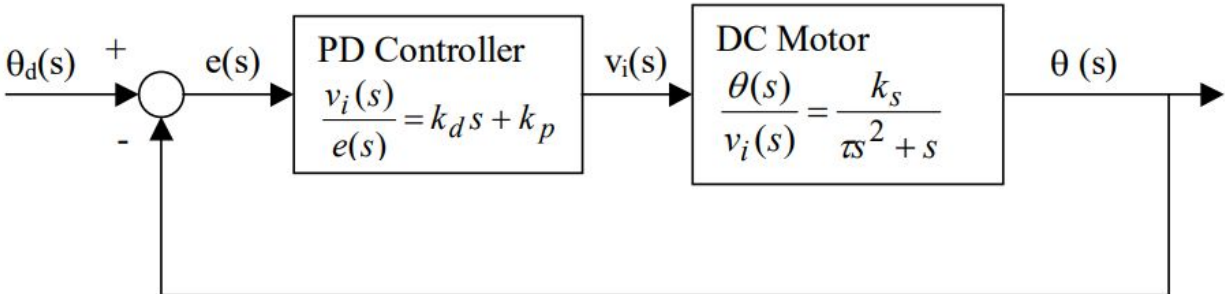 θd(s)
+
-
e(s)
PD Controller
vi(s)/e(s) = kd s + kp
vi(s)
DC Motor
θ(s)/vi(s) = ks/τs² + s
θ (s)